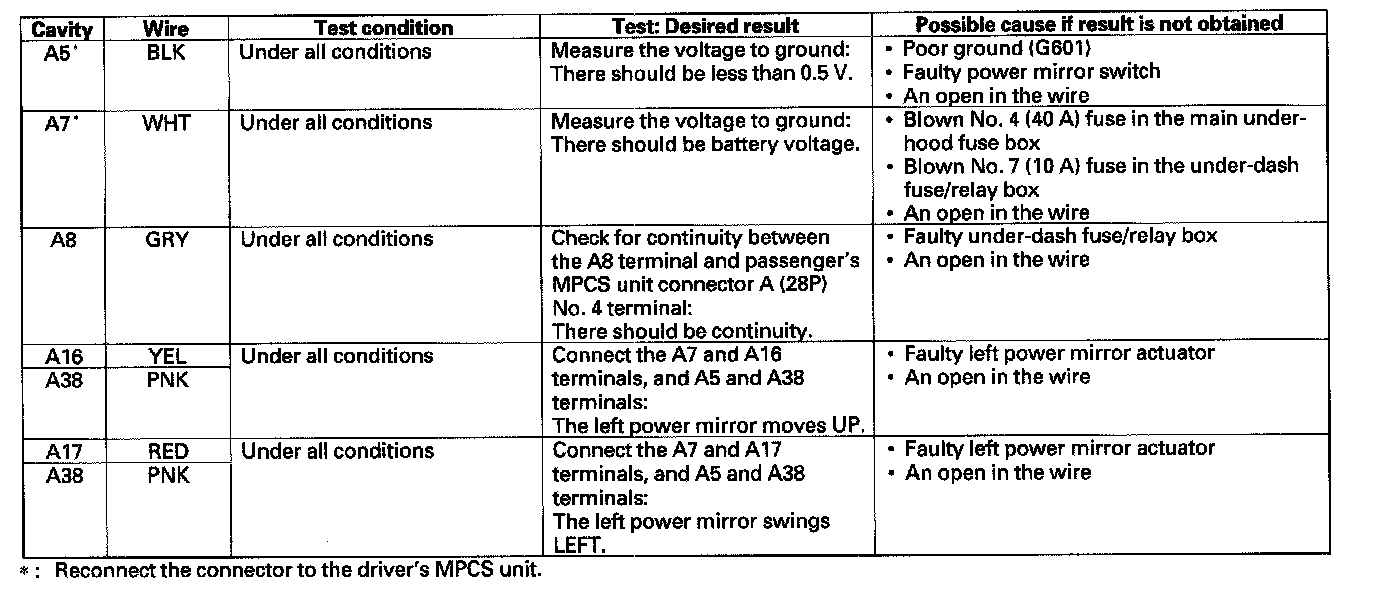 Cavity Wire Test condition Test: Desired result Possible cause if result is not obtained
A5* BLK Under all conditions Measure the voltage to ground: • Poor ground (G601)
There should be less than 0.5 V. • Faulty power mirror switch
• An open in the wire
A7* WHT Under all conditions Measure the voltage to ground: • Blown No. 4 (40 A) fuse in the main under-
There should be battery voltage. hood fuse box
• Blown No. 7 (10 A) fuse in the under-dash
fuse/relay box
• An open in the wire
A8 GRY Under all conditions Check for continuity between • Faulty under-dash fuse/relay box
the A8 terminal and passenger's • An open in the wire
MPCS unit connector A (28P)
No. 4 terminal:
There should be continuity.
A16 YEL Under all conditions Connect the A7 and A16 • Faulty left power mirror actuator
A38 PNK terminals, and A5 and A38 • An open in the wire
terminals:
The left power mirror moves UP.
A17 RED Under all conditions Connect the A7 and A17 • Faulty left power mirror actuator
A38 PNK terminals, and A5 and A38 • An open in the wire
terminals:
The left power mirror swings
LEFT.
* : Reconnect the connector to the driver's MPCS unit.